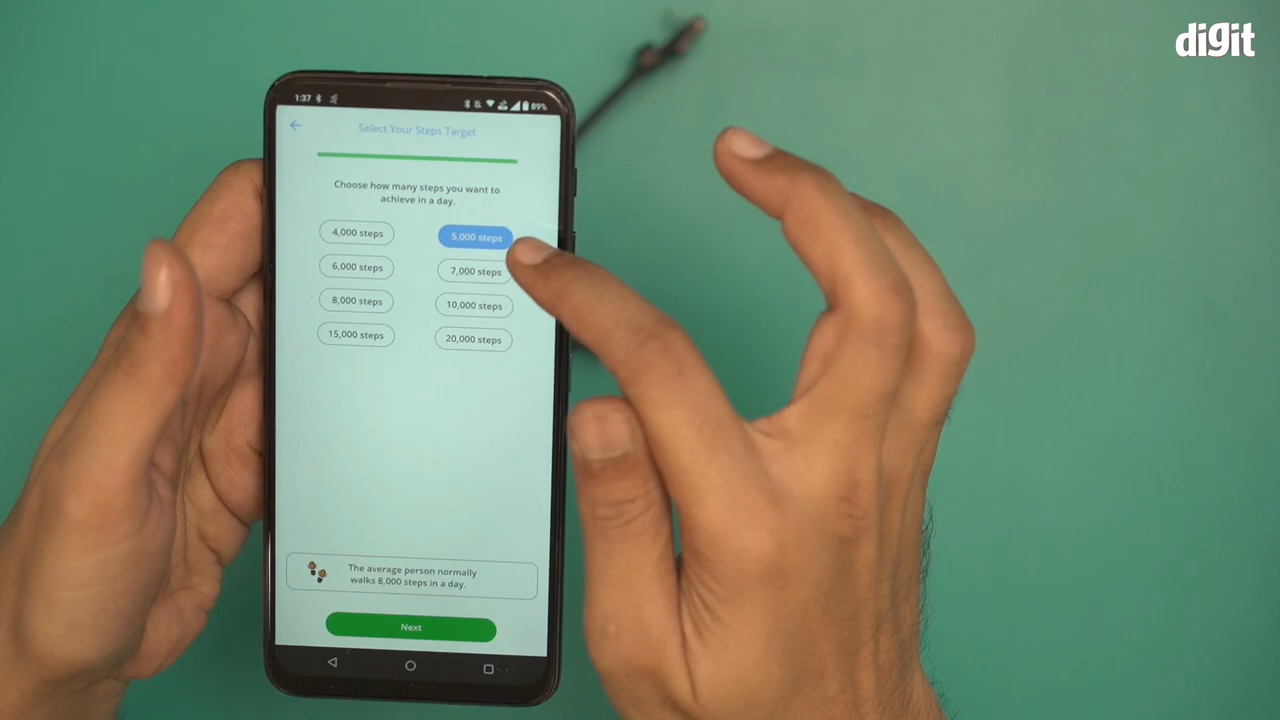 digit
1:37
89%
Select Your Steps Target
Choose how many steps you want to
achieve in a day.
4,000 steps
5,000 steps
6,000 steps
7,000 steps
8,000 steps
10,000 steps
15,000 steps
20,000 steps
The average person normally
walks 8,000 steps in a day.
Next